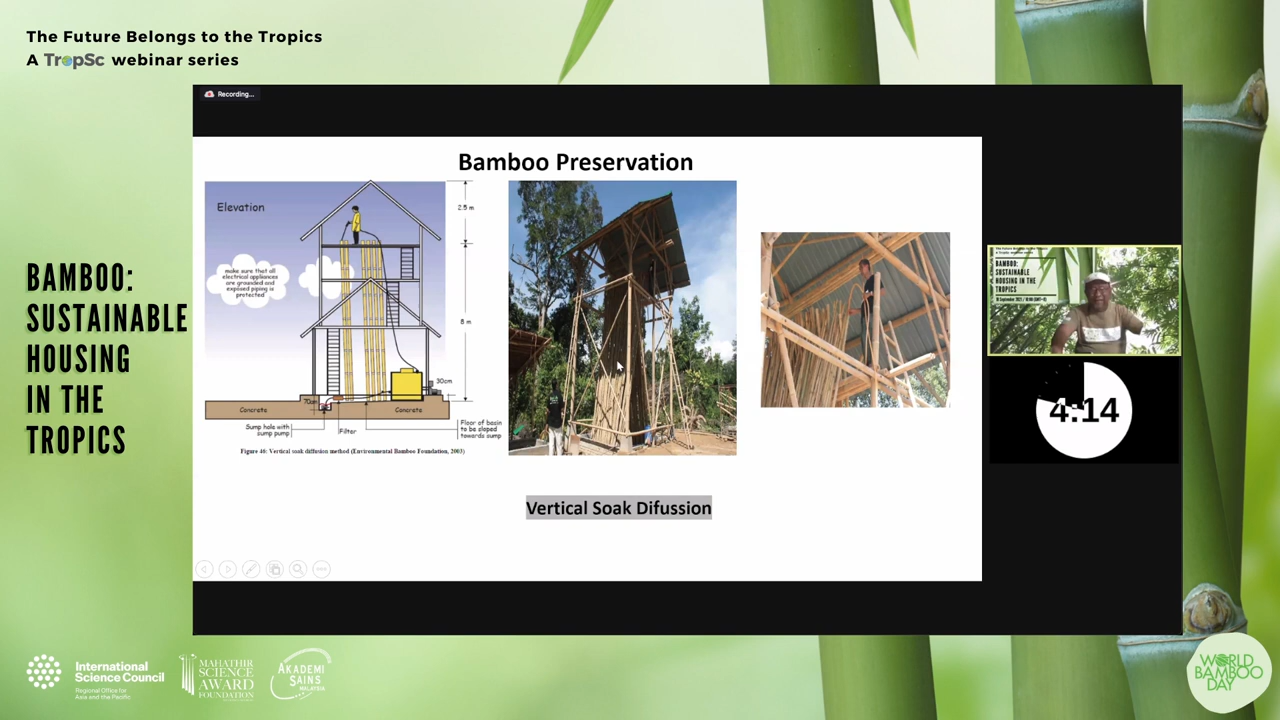 The Future Belongs to the Tropics
A TropSc webinar series
Recording...
BAMBOO:
SUSTAINABLE
HOUSING
IN THE
TROPICS
Bamboo Preservation
Elevation
make sure that all
electrical appliances
are grounded and
exposed piping is
protected
2.5 m
8 m
30cm
70cm
Concrete
Concrete
Sump hole with
sump pump
Filter
Floor of basin
to be sloped
towards sump
Figure 46: Vertical soak diffusion method (Environmental Bamboo Foundation, 2003)
Vertical Soak Difussion
BAMBOO:
SUSTAINABLE
HOUSING IN THE
TROPICS
4:14
International
Science Council
Regional Office for
Asia and the Pacific
MAHATHIR
SCIENCE
AWARD
FOUNDATION
AKADEMI
SAINS
MALAYSIA
WORLD
BAMBOO
DAY